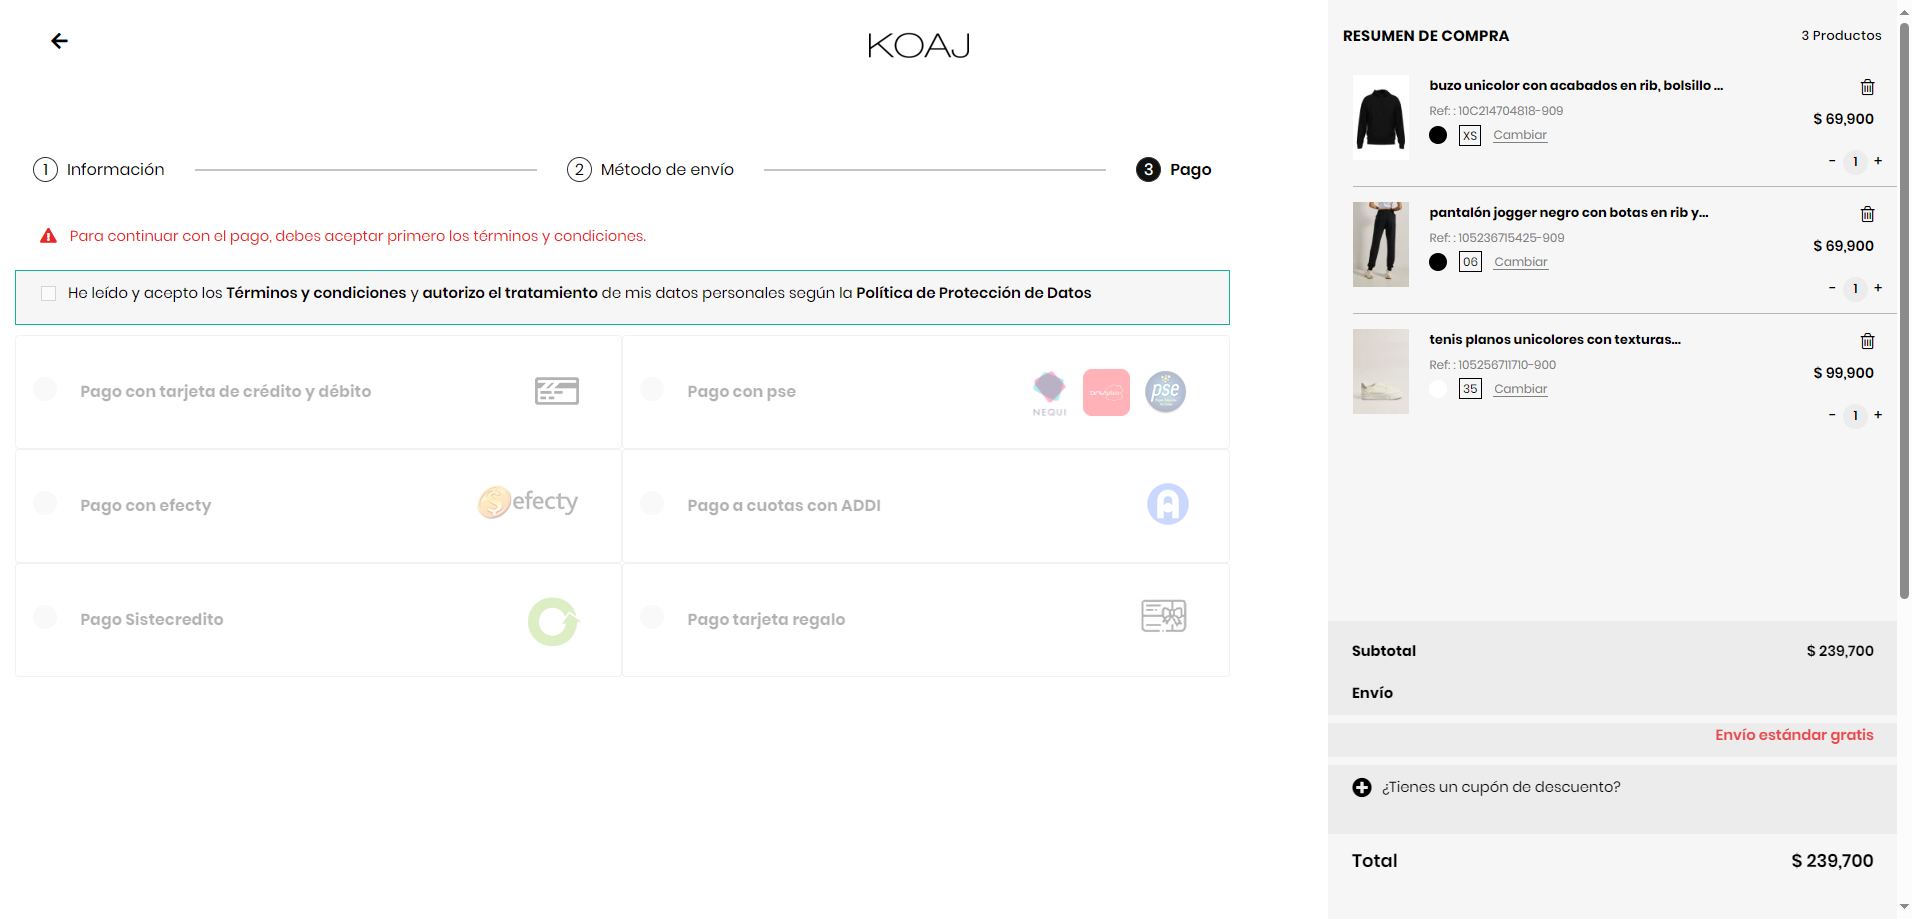 KOAJ
1 Información
2 Método de envío
3 Pago
Para continuar con el pago, debes aceptar primero los términos y condiciones.
He leído y acepto los Términos y condiciones y autorizo el tratamiento de mis datos personales según la Política de Protección de Datos
Pago con tarjeta de crédito y débito
Pago con pse
NEQUI
pse
Pago con efecty
efecty
Pago a cuotas con ADDI
Pago Sistecredito
Pago tarjeta regalo
RESUMEN DE COMPRA
3 Productos
buzo unicolor con acabados en rib, bolsillo ...
Ref: : 10C214704818-909
$ 69,900
XS Cambiar
- 1 +
pantalón jogger negro con botas en rib y...
Ref: : 105236715425-909
$ 69,900
06 Cambiar
- 1 +
tenis planos unicolores con texturas...
Ref: : 105256711710-900
$ 99,900
35 Cambiar
- 1 +
Subtotal $ 239,700
Envío
Envío estándar gratis
¿Tienes un cupón de descuento?
Total $ 239,700